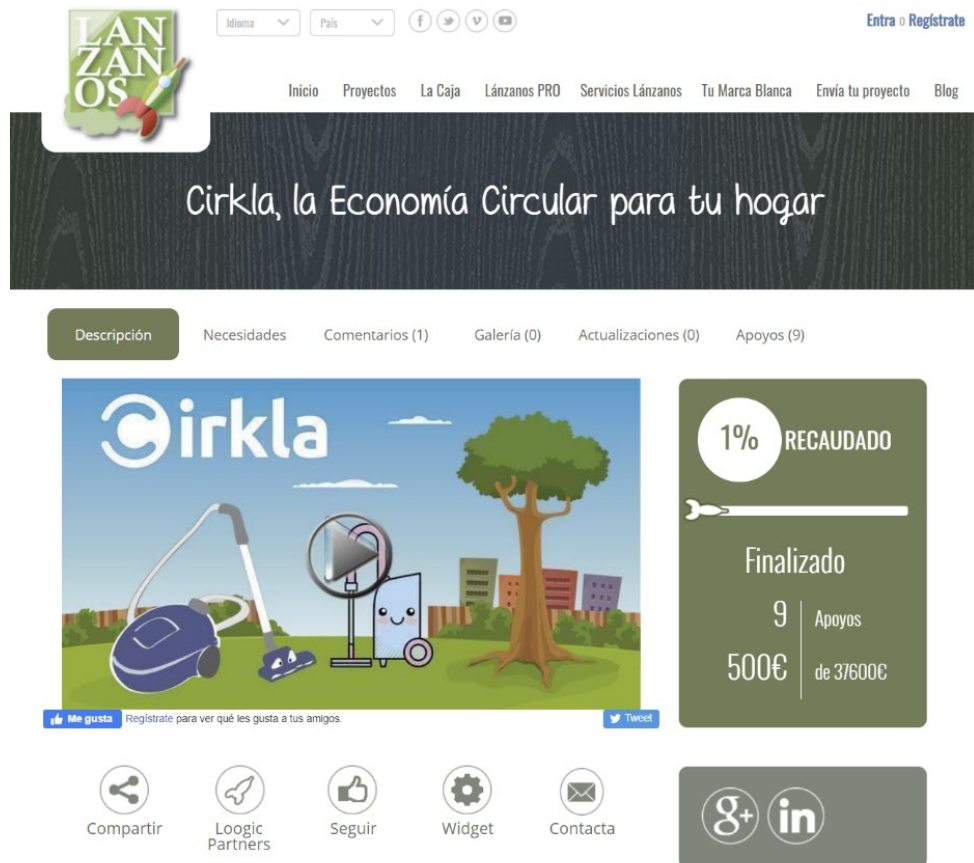 LAN
ZAN
OS
Idioma
País
Entra o Regístrate
Inicio Proyectos La Caja Lánzanos PRO Servicios Lánzanos Tu Marca Blanca Envía tu proyecto Blog
Cirkla, la Economía Circular para tu hogar
Descripción Necesidades Comentarios (1) Galería (0) Actualizaciones (0) Apoyos (9)
Cirkla
1% RECAUDADO
Finalizado
9 Apoyos
500€ de 37600€
Me gusta Regístrate para ver qué les gusta a tus amigos.
Tweet
Compartir
Loogic
Partners
Seguir
Widget
Contacta
g+ in